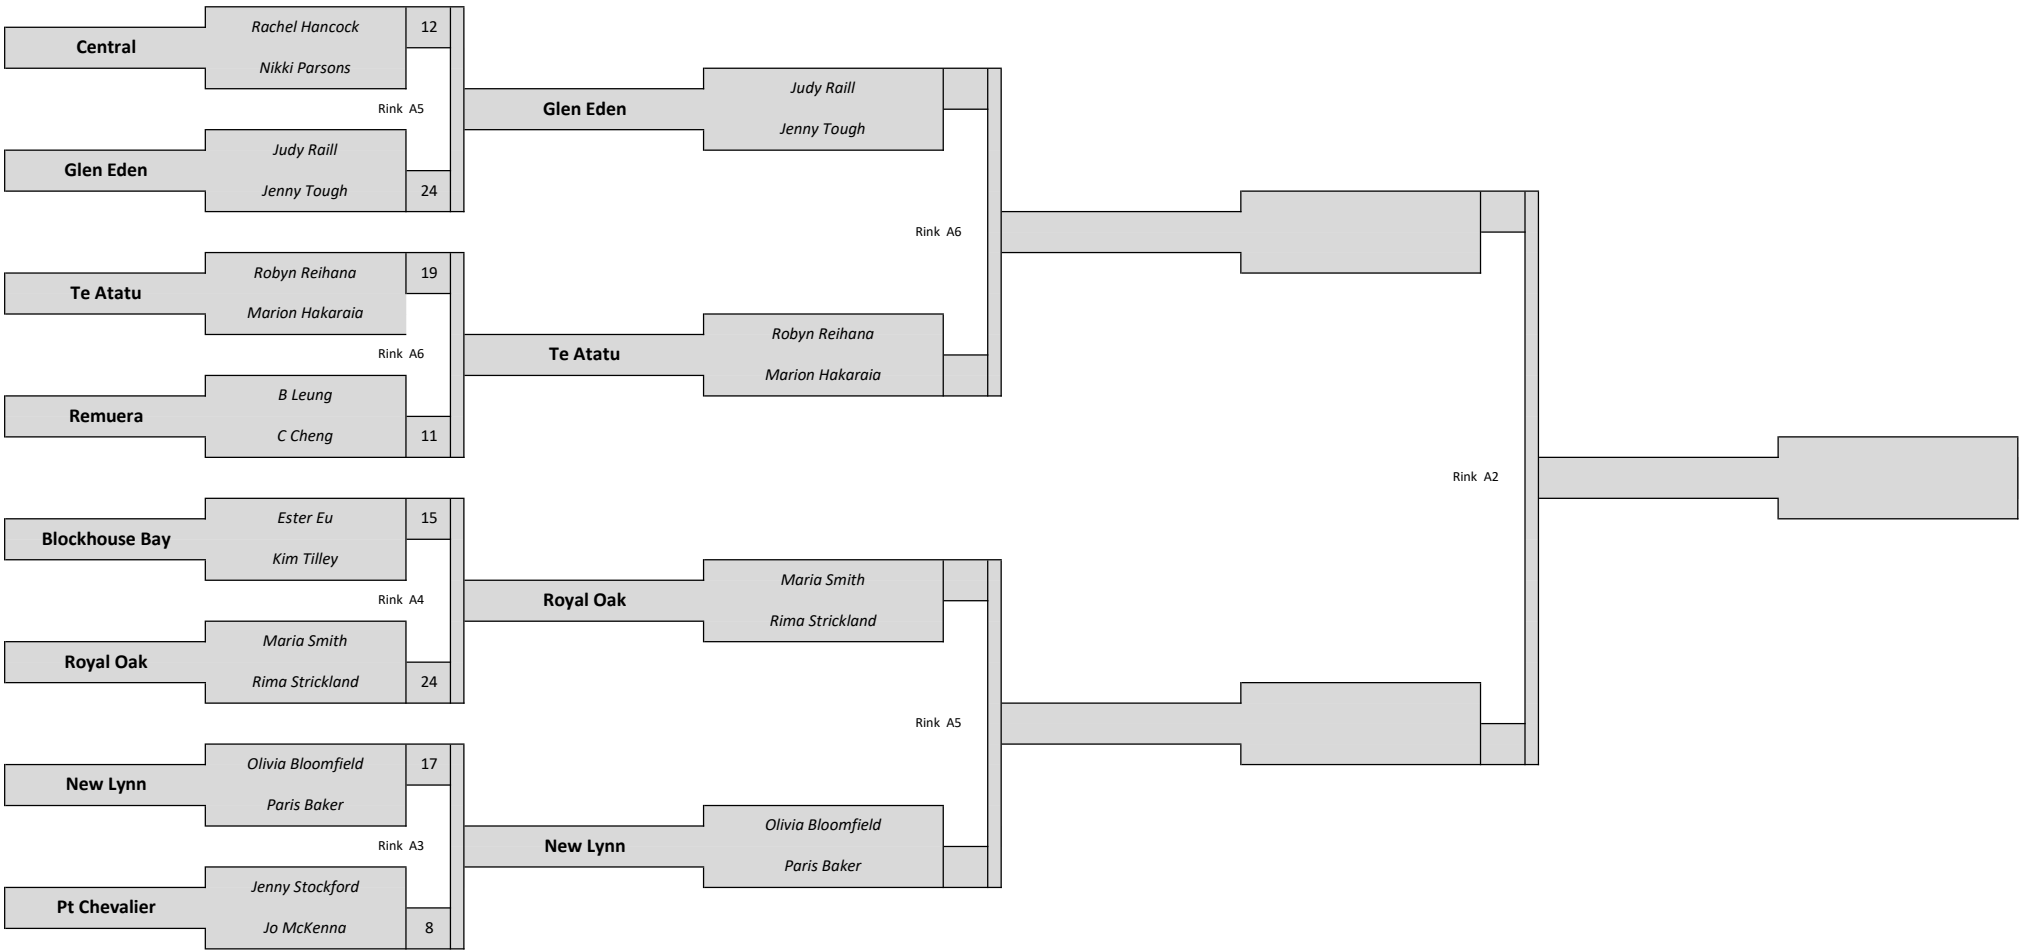 Rachel Hancock 12
Central
Nikki Parsons
Rink A5
Judy Raill
Glen Eden
Jenny Tough 24
Robyn Reihana 19
Te Atatu
Marion Hakaraia
Rink A6
B Leung
Remuera
C Cheng 11
Ester Eu 15
Blockhouse Bay
Kim Tilley
Rink A4
Maria Smith
Royal Oak
Rima Strickland 24
Olivia Bloomfield 17
New Lynn
Paris Baker
Rink A3
Jenny Stockford
Pt Chevalier
Jo McKenna 8
Judy Raill
Glen Eden
Jenny Tough
Rink A6
Robyn Reihana
Te Atatu
Marion Hakaraia
Maria Smith
Royal Oak
Rima Strickland
Rink A5
Olivia Bloomfield
New Lynn
Paris Baker
Rink A2